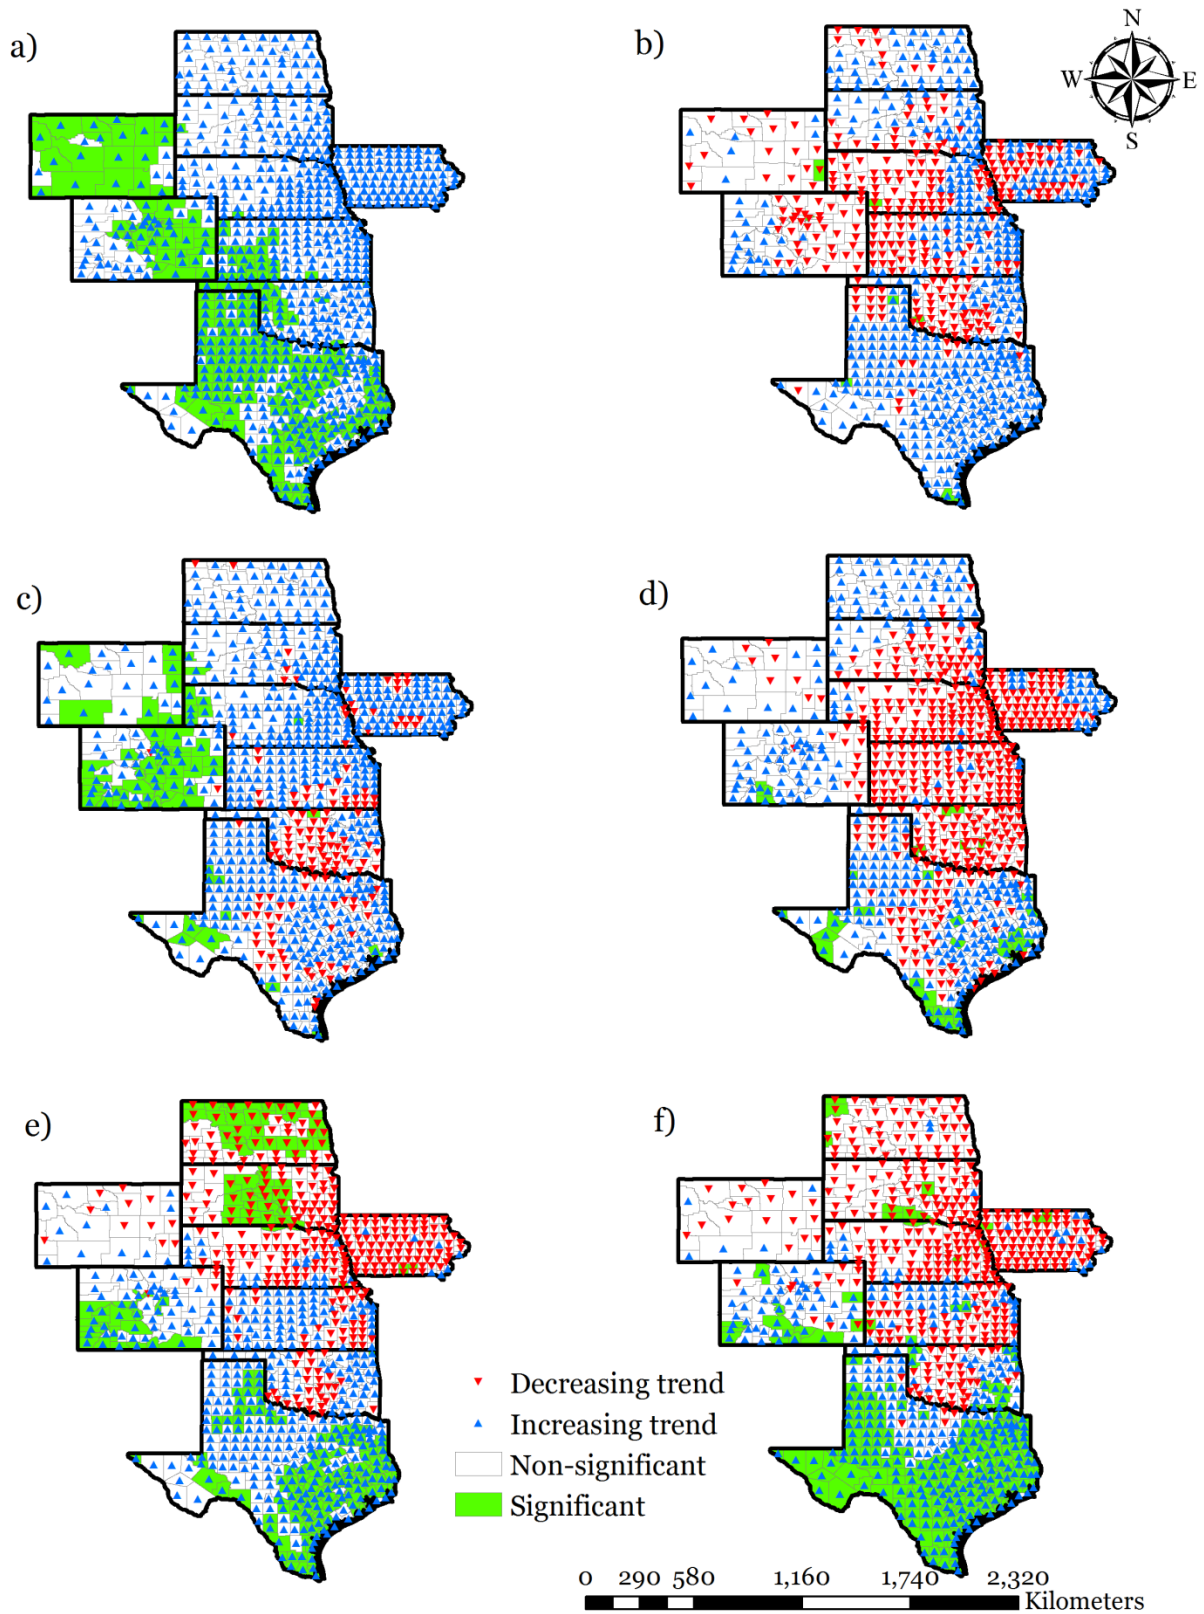 a)
b)
N
W
E
S
c)
d)
e)
f)
Decreasing trend
Increasing trend
Non-significant
Significant
0 290 580 1,160 1,740 2,320
Kilometers